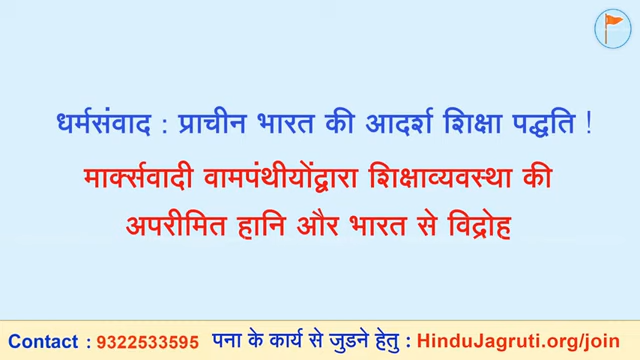 धर्मसंवाद : प्राचीन भारत की आदर्श शिक्षा पद्धति !
मार्क्सवादी वामपंथीयोंद्वारा शिक्षाव्यवस्था की
अपरीमित हानि और भारत से विद्रोह
Contact : 9322533595 पना के कार्य से जुडने हेतु : HinduJagruti.org/join